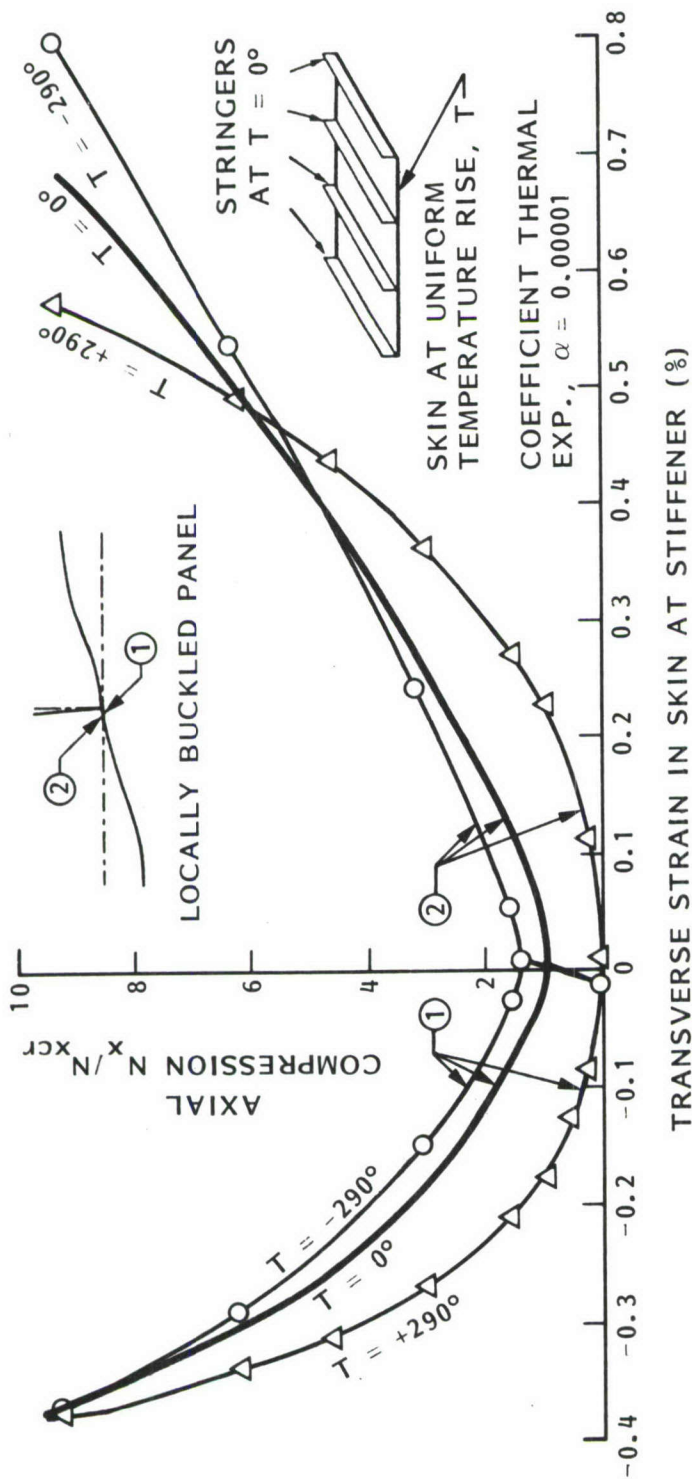 10
8
6
4
2
AXIAL
COMPRESSION Nx/Nxcr
LOCALLY BUCKLED PANEL
②
①
T = -290°
T = 0°
T = +290°
STRINGERS
AT T = 0°
SKIN AT UNIFORM
TEMPERATURE RISE, T
COEFFICIENT THERMAL
EXP., α = 0.00001
①
②
T = -290°
T = 0°
T = +290°
-0.4
-0.3
-0.2
-0.1
0
0.1
0.2
0.3
0.4
0.5
0.6
0.7
0.8
TRANSVERSE STRAIN IN SKIN AT STIFFENER (%)